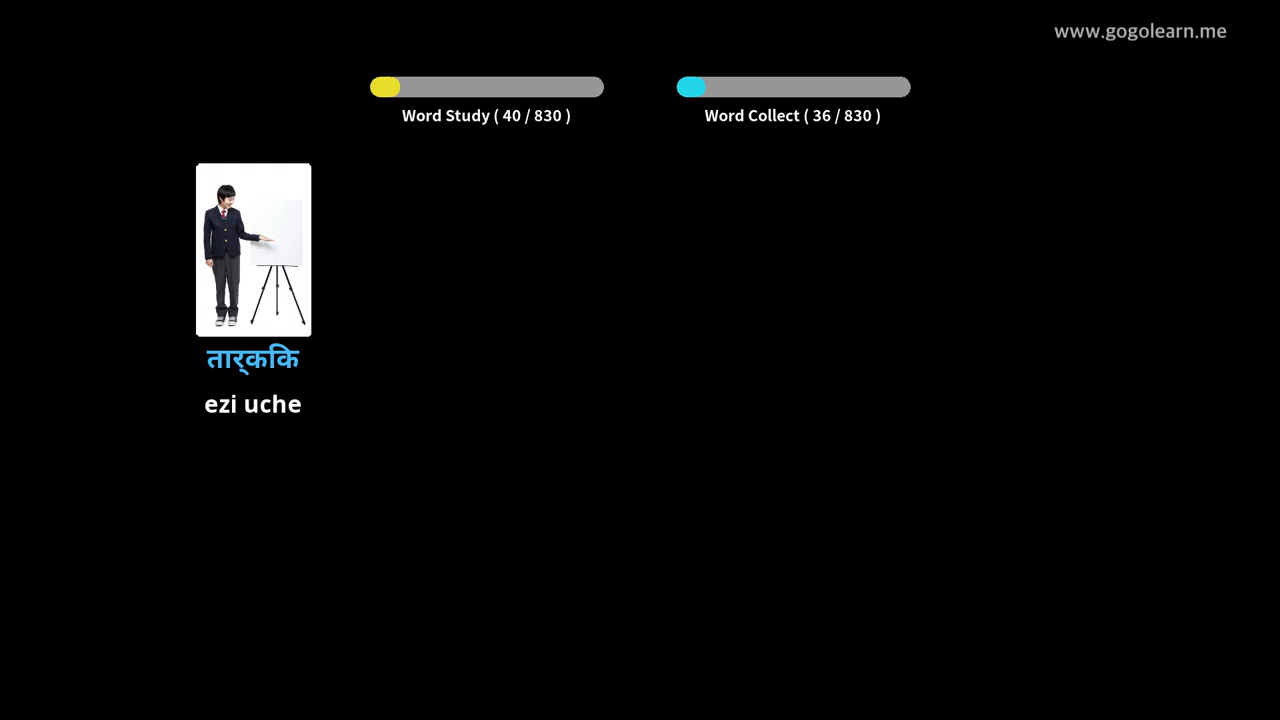 www.gogolearn.me
Word Study ( 40 / 830 )
Word Collect ( 36 / 830 )
तार्किक
ezi uche